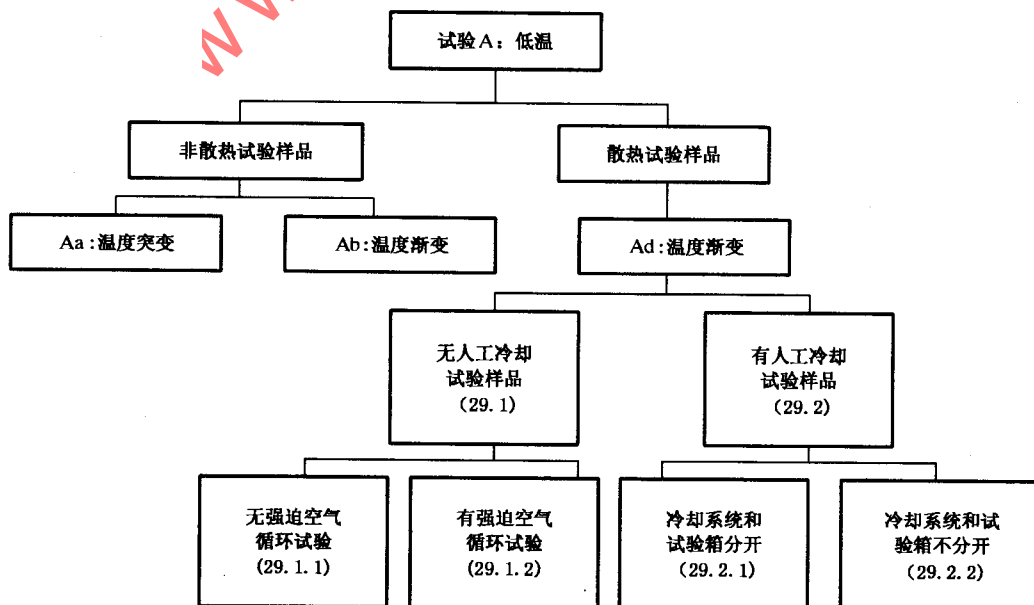 WW
试验A：低温
非散热试验样品
散热试验样品
Aa:温度突变
Ab:温度渐变
Ad:温度渐变
无人工冷却
试验样品
(29.1)
有人工冷却
试验样品
(29.2)
无强迫空气
循环试验
(29.1.1)
有强迫空气
循环试验
(29.1.2)
冷却系统和
试验箱分开
(29.2.1)
冷却系统和试
验箱不分开
(29.2.2)